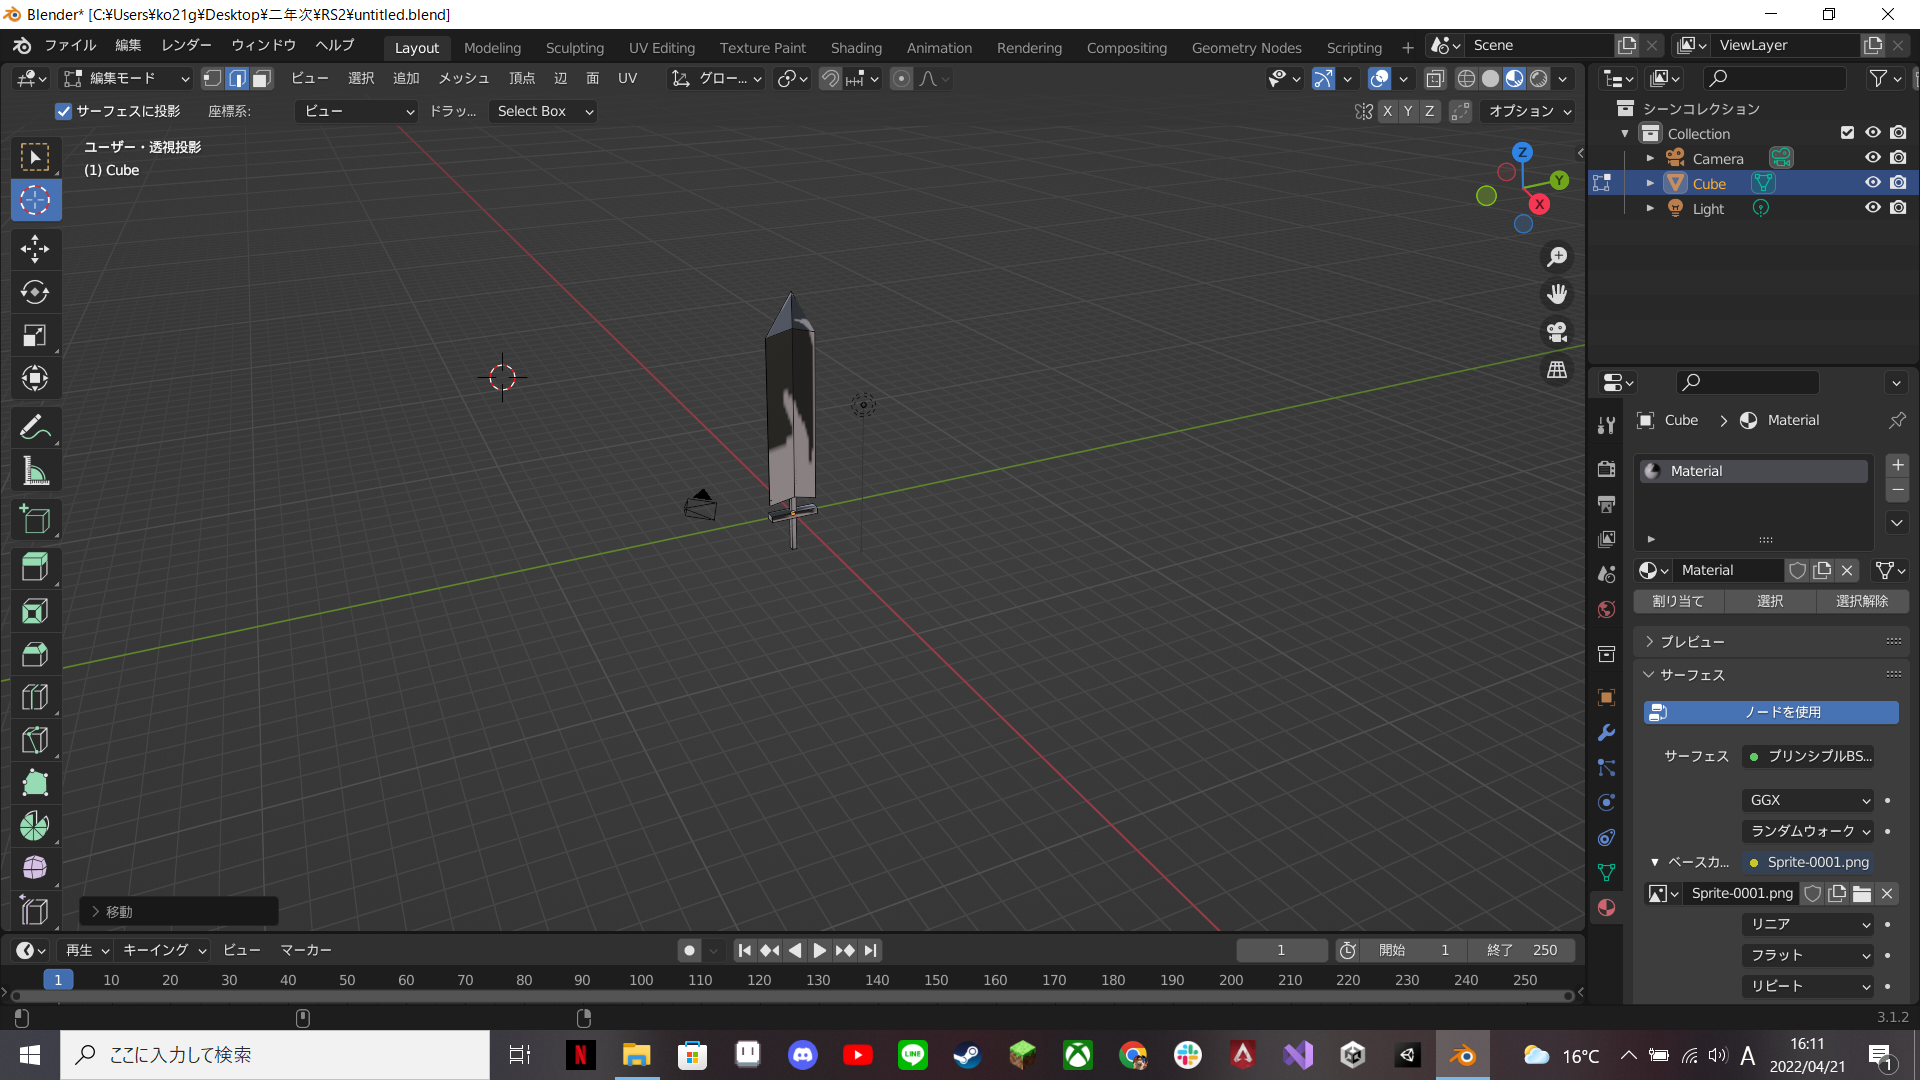 Blender* [C:¥Users¥ko21g¥Desktop¥二年次¥RS2¥untitled.blend]
ファイル 編集 レンダー ウィンドウ ヘルプ Layout Modeling Sculpting UV Editing Texture Paint Shading Animation Rendering Compositing Geometry Nodes Scripting + Scene ViewLayer
編集モード ビュー 選択 追加 メッシュ 頂点 辺 面 UV グロー...
サーフェスに投影 座標系: ビュー ドラッ... Select Box X Y Z オプション
ユーザー・透視投影
(1) Cube
Z
Y
X
シーンコレクション
Collection
Camera
Cube
Light
Cube Material
Material
Material
割り当て 選択 選択解除
プレビュー
サーフェス
ノードを使用
サーフェス プリンシプルBS...
GGX
ランダムウォーク
ベースカ... Sprite-0001.png
Sprite-0001.png
リニア
フラット
リピート
移動
再生 キーイング ビュー マーカー 1 開始 1 終了 250
1 10 20 30 40 50 60 70 80 90 100 110 120 130 140 150 160 170 180 190 200 210 220 230 240 250
3.1.2
ここに入力して検索 N LINE 16°C A 16:11
2022/04/21 1